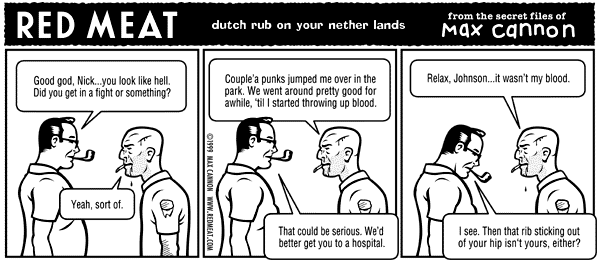 RED MEAT
dutch rub on your nether lands
from the secret files of
Max cannon
Good god, Nick...you look like hell.
Did you get in a fight or something?
Yeah, sort of.
©1999 MAX CANNON WWW.REDMEAT.COM
Couple'a punks jumped me over in the
park. We went around pretty good for
awhile, 'til I started throwing up blood.
That could be serious. We'd
better get you to a hospital.
Relax, Johnson...it wasn't my blood.
I see. Then that rib sticking out
of your hip isn't yours, either?